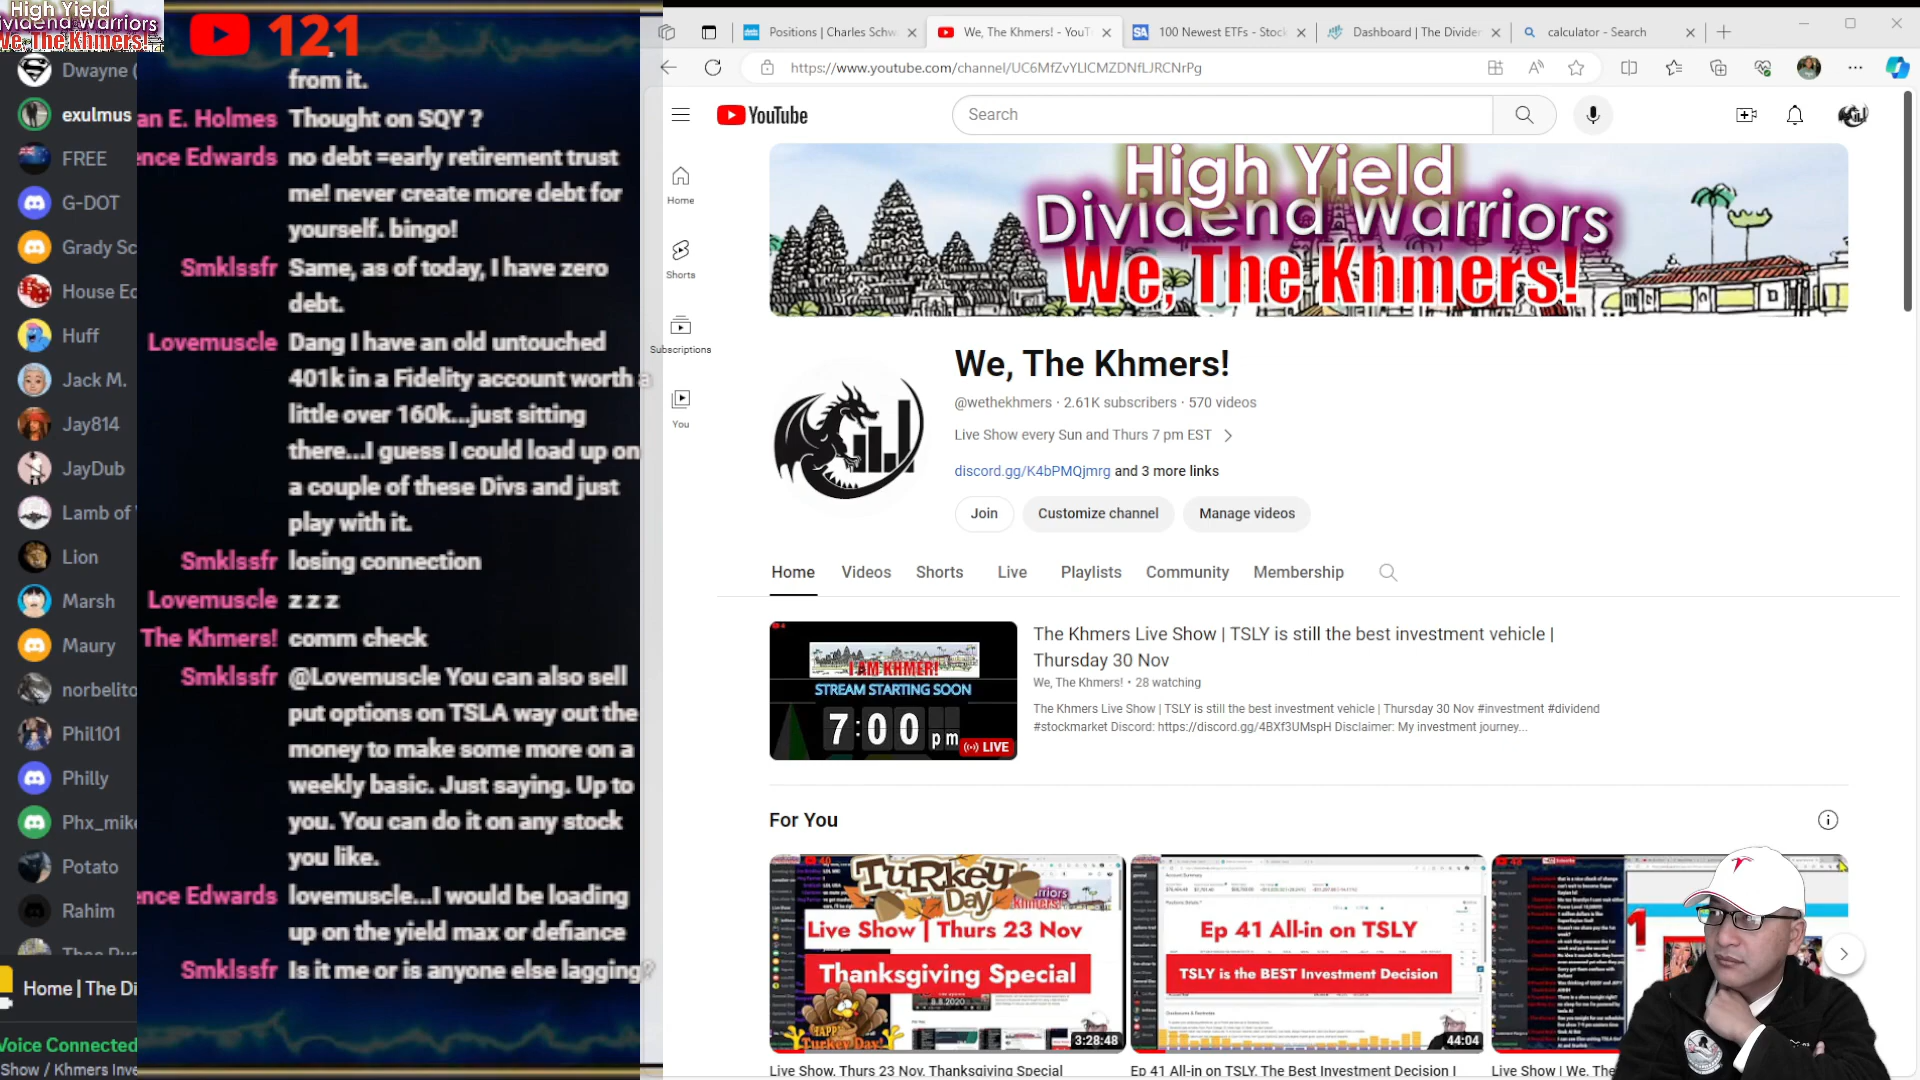 High Yield
Dividend Warriors
We, The Khmers!
121
Dwayne (
exulmus
FREE
G-DOT
Grady Sc
House Ec
Huff
Jack M.
Jay814
JayDub
Lamb of
Lion
Marsh
Maury
norbelito
Phil101
Philly
Phx_mike
Potato
Rahim
Home | The Di
Voice Connected
Show / Khmers Inve
from it.
an E. Holmes Thought on SQY ?
ence Edwards no debt =early retirement trust
me! never create more debt for
yourself. bingo!
Smklssfr Same, as of today, I have zero
debt.
Lovemuscle Dang I have an old untouched
401k in a Fidelity account worth a
little over 160k...just sitting
there...I guess I could load up on
a couple of these Divs and just
play with it.
Smklssfr losing connection
Lovemuscle z z z
The Khmers! comm check
Smklssfr @Lovemuscle You can also sell
put options on TSLA way out the
money to make some more on a
weekly basic. Just saying. Up to
you. You can do it on any stock
you like.
ence Edwards lovemuscle...I would be loading
up on the yield max or defiance
Smklssfr Is it me or is anyone else lagging?
Positions | Charles Schw
We, The Khmers! - YouT
SA 100 Newest ETFs - Stock
Dashboard | The Divider
calculator - Search
https://www.youtube.com/channel/UC6MfZvYLlCMZDNfLJRCNrPg
YouTube
Search
Home
Shorts
Subscriptions
You
High Yield
Dividend Warriors
We, The Khmers!
We, The Khmers!
@wethekhmers · 2.61K subscribers · 570 videos
Live Show every Sun and Thurs 7 pm EST
discord.gg/K4bPMQjmrg and 3 more links
Join Customize channel Manage videos
Home Videos Shorts Live Playlists Community Membership
I AM KHMER!
STREAM STARTING SOON
7:00 pm
LIVE
The Khmers Live Show | TSLY is still the best investment vehicle |
Thursday 30 Nov
We, The Khmers! • 28 watching
The Khmers Live Show | TSLY is still the best investment vehicle | Thursday 30 Nov #investment #dividend
#stockmarket Discord: https://discord.gg/4BXf3UMspH Disclaimer: My investment journey...
For You
Turkey Day
Live Show | Thurs 23 Nov
Thanksgiving Special
8.8.2020
HAPPY
Turkey Day!
3:28:48
Ep 41 All-in on TSLY
TSLY is the BEST Investment Decision
44:04
Live Show, Thurs 23 Nov, Thanksgiving Special
Ep 41 All-in on TSLY, The Best Investment Decision |
Live Show | We, The